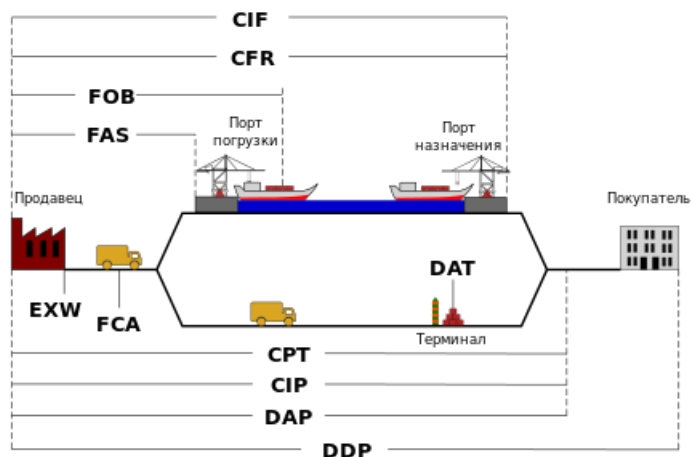 CIF
CFR
FOB
FAS
Порт
погрузки
Порт
назначения
Продавец
Покупатель
DAT
EXW
FCA
Терминал
CPT
CIP
DAP
DDP